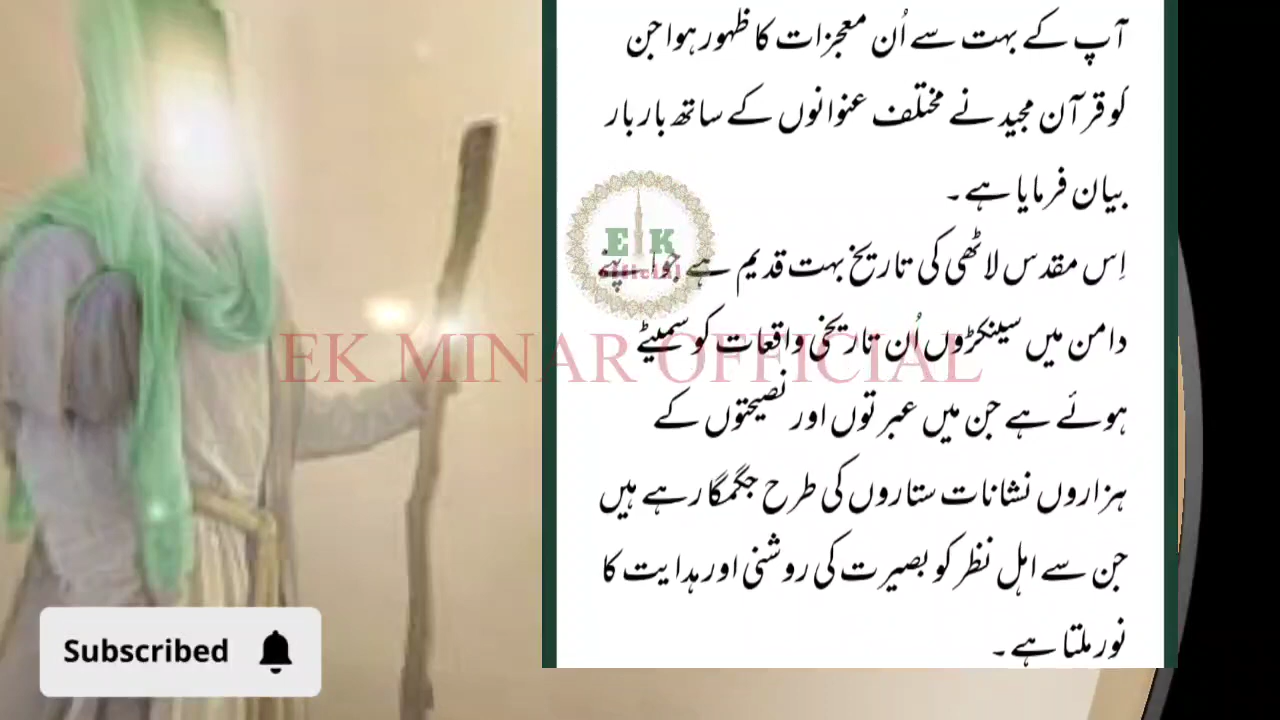 آپ کے بہت سے اُن معجزات کا ظہور ہوا جن
کو قرآن مجید نے مختلف عنوانوں کے ساتھ بار بار
بیان فرمایا ہے۔
اِس مقدس لاٹھی کی تاریخ بہت قدیم ہے جو
دامن میں سینکڑوں اُن تاریخی واقعات کو سمیٹے
ہوئے ہے جن میں عبرتوں اور نصیحتوں کے
ہزاروں نشانات ستاروں کی طرح جگمگا رہے ہیں
جن سے اہل نظر کو بصیرت کی روشنی اور ہدایت کا
نور ملتا ہے۔
E K
official
EK MINAR OFFICIAL
Subscribed